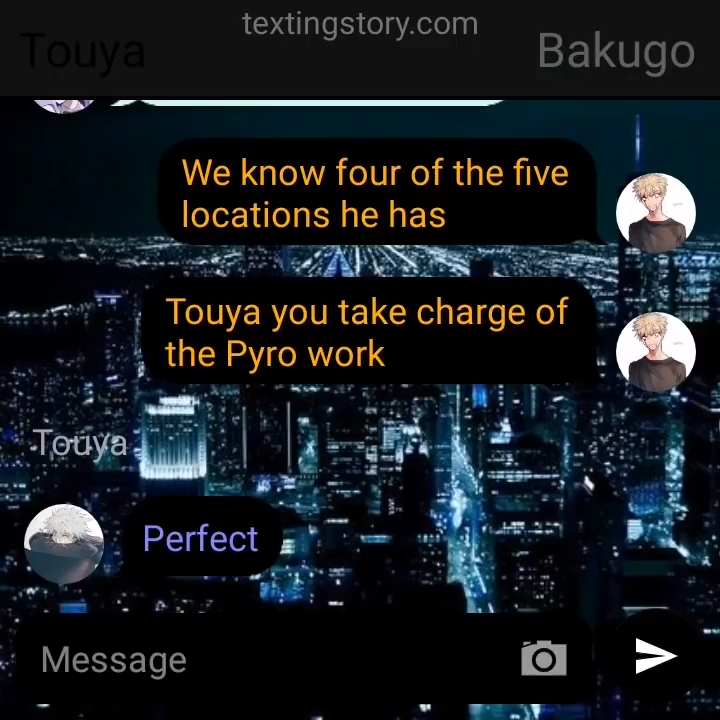 textingstory.com
Touya
Bakugo
We know four of the five
locations he has
Touya you take charge of
the Pyro work
Touya
Perfect
Message